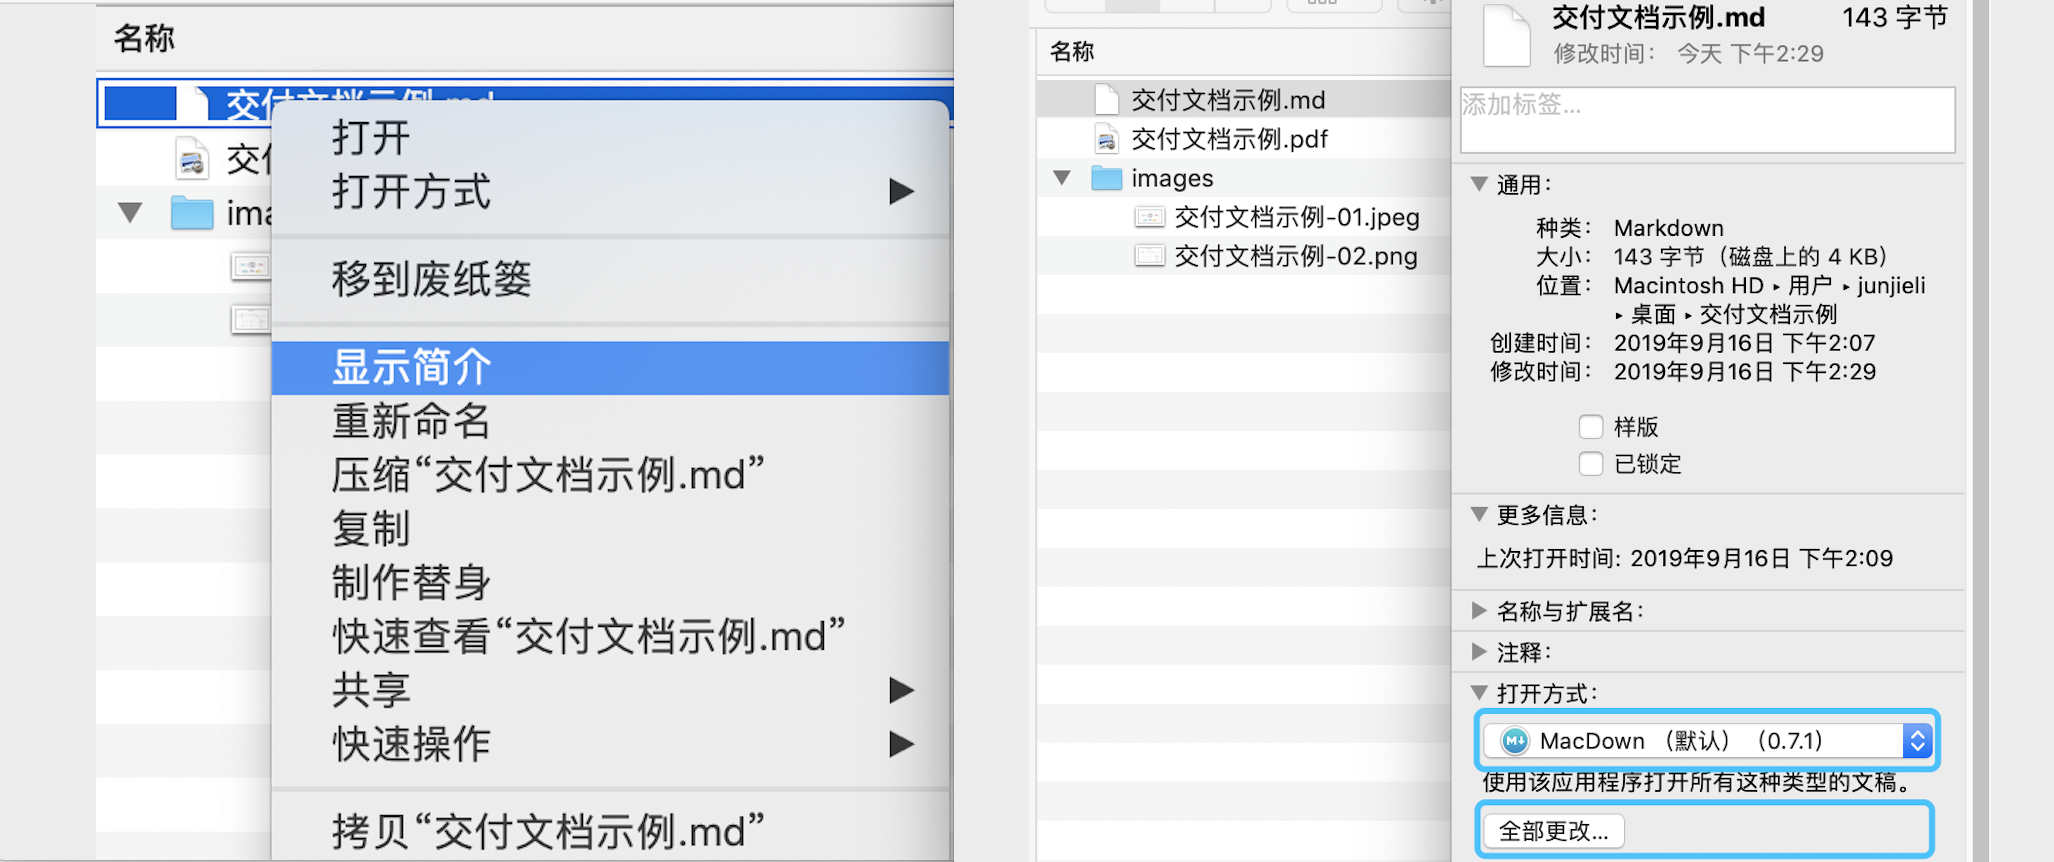 名称
交付文档示例.md
交付
ima
打开
打开方式
移到废纸篓
显示简介
重新命名
压缩“交付文档示例.md”
复制
制作替身
快速查看“交付文档示例.md”
共享
快速操作
拷贝“交付文档示例.md”
名称
交付文档示例.md
交付文档示例.pdf
images
交付文档示例-01.jpeg
交付文档示例-02.png
交付文档示例.md 143 字节
修改时间： 今天 下午2:29
添加标签...
通用：
种类： Markdown
大小： 143 字节（磁盘上的 4 KB）
位置： Macintosh HD ▸ 用户 ▸ junjieli
▸ 桌面 ▸ 交付文档示例
创建时间： 2019年9月16日 下午2:07
修改时间： 2019年9月16日 下午2:29
样版
已锁定
更多信息：
上次打开时间: 2019年9月16日 下午2:09
名称与扩展名：
注释：
打开方式：
M↓ MacDown （默认）（0.7.1）
使用该应用程序打开所有这种类型的文稿。
全部更改...